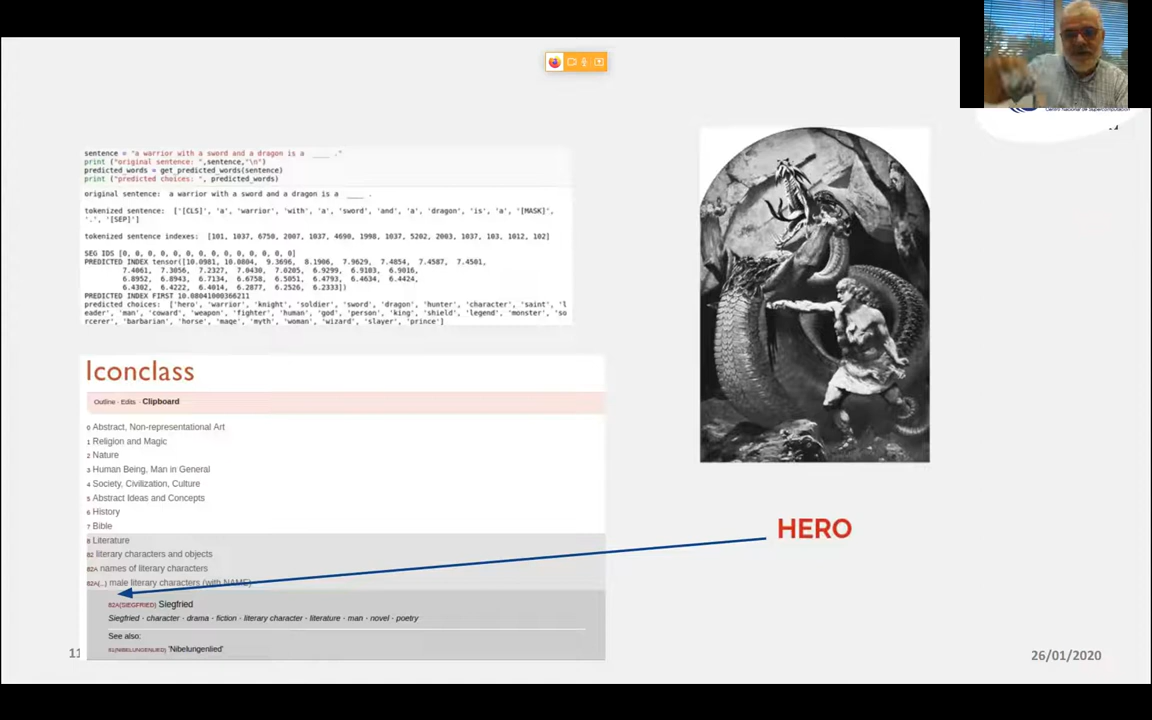 Centro Nacional de Supercomputación
sentence = "a warrior with a sword and a dragon is a ____ ."
print ("original sentence: ",sentence,"\n")
predicted_words = get_predicted_words(sentence)
print ("predicted choices: ", predicted_words)
original sentence:  a warrior with a sword and a dragon is a ____ .
tokenized sentence:  ['[CLS]', 'a', 'warrior', 'with', 'a', 'sword', 'and', 'a', 'dragon', 'is', 'a', '[MASK]',
'.', '[SEP]']
tokenized sentence indexes:  [101, 1037, 6750, 2007, 1037, 4690, 1998, 1037, 5202, 2003, 1037, 103, 1012, 102]
SEG IDS [0, 0, 0, 0, 0, 0, 0, 0, 0, 0, 0, 0, 0, 0]
PREDICTED INDEX tensor([10.0981, 10.0804,  9.3696,  8.1906,  7.9629,  7.4854,  7.4587,  7.4501,
7.4061,  7.3056,  7.2327,  7.0430,  7.0205,  6.9299,  6.9103,  6.9016,
6.8952,  6.8943,  6.7134,  6.6758,  6.5051,  6.4793,  6.4634,  6.4424,
6.4302,  6.4222,  6.4014,  6.2877,  6.2526,  6.2333])
PREDICTED INDEX FIRST 10.08041000366211
predicted choices:  ['hero', 'warrior', 'knight', 'soldier', 'sword', 'dragon', 'hunter', 'character', 'saint', 'l
eader', 'man', 'coward', 'weapon', 'fighter', 'human', 'god', 'person', 'king', 'shield', 'legend', 'monster', 'so
rcerer', 'barbarian', 'horse', 'mage', 'myth', 'woman', 'wizard', 'slayer', 'prince']
Iconclass
Outline · Edits · Clipboard
0 Abstract, Non-representational Art
1 Religion and Magic
2 Nature
3 Human Being, Man in General
4 Society, Civilization, Culture
5 Abstract Ideas and Concepts
6 History
7 Bible
8 Literature
82 literary characters and objects
82A names of literary characters
82A(...) male literary characters (with NAME)
82A(SIEGFRIED) Siegfried
Siegfried · character · drama · fiction · literary character · literature · man · novel · poetry
See also:
81(NIBELUNGENLIED) 'Nibelungenlied'
HERO
11
26/01/2020